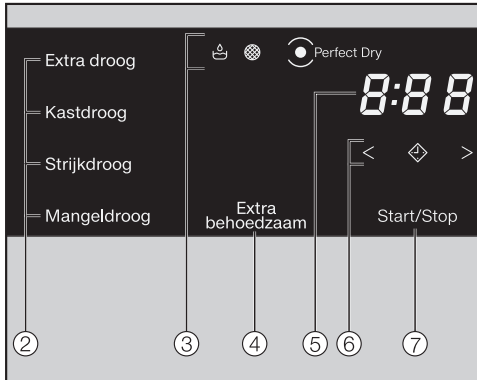 Extra droog
Perfect Dry
8:88
Kastdroog
< >
Strijkdroog
Mangeldroog
Extra
behoedzaam
Start/Stop
② ③ ④ ⑤ ⑥ ⑦